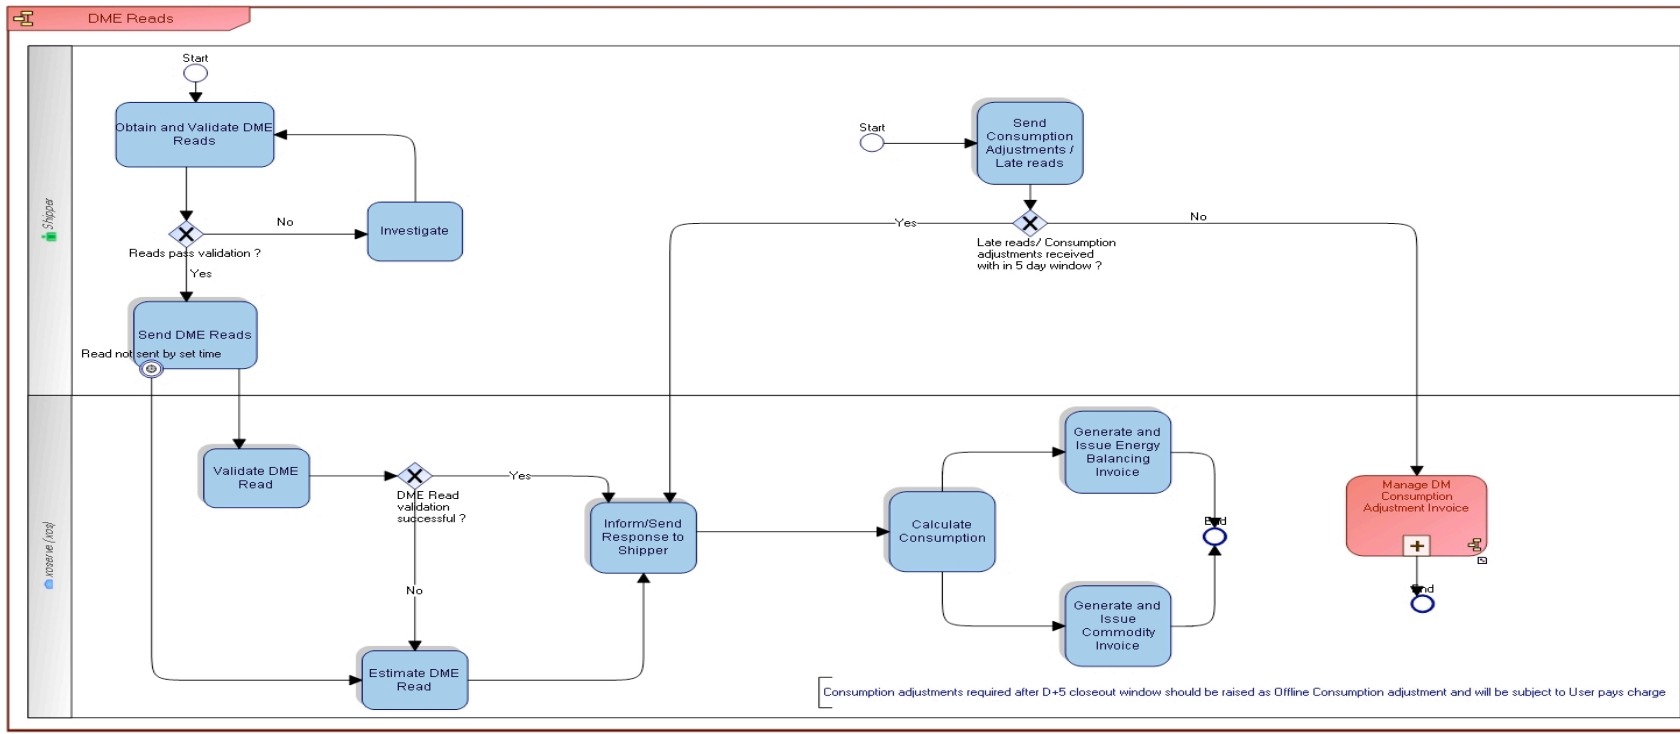 DME Reads
Start
Obtain and Validate DME
Reads
No
Investigate
Reads pass validation ?
Yes
Send DME Reads
Read not sent by set time
Start
Send
Consumption
Adjustments /
Late reads
Yes
No
Late reads/ Consumption
adjustments received
with in 5 day window ?
Shipper
Validate DME
Read
Yes
DME Read
validation
successful ?
No
Estimate DME
Read
Inform/Send
Response to
Shipper
Calculate
Consumption
Generate and
Issue Energy
Balancing
Invoice
End
Generate and
Issue
Commodity
Invoice
Manage DM
Consumption
Adjustment Invoice
End
xoserve (xos)
Consumption adjustments required after D+5 closeout window should be raised as Offline Consumption adjustment and will be subject to User pays charge